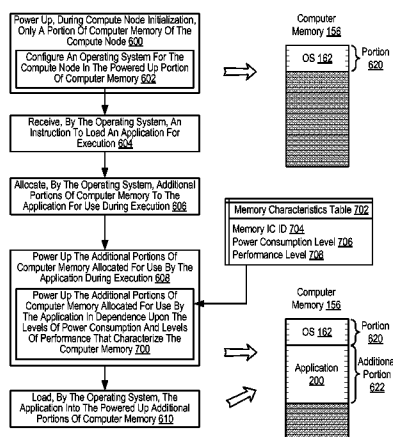 Power Up, During Compute Node Initialization,
Only A Portion Of Computer Memory Of The
Compute Node 600
Configure An Operating System For The
Compute Node In The Powered Up Portion
Of Computer Memory 602
Computer
Memory 156
OS 162
Portion
620
Receive, By The Operating System, An
Instruction To Load An Application For
Execution 604
Allocate, By The Operating System, Additional
Portions Of Computer Memory To The
Application For Use During Execution 606
Memory Characteristics Table 702
Memory IC ID 704
Power Consumption Level 706
Performance Level 708
Power Up The Additional Portions Of
Computer Memory Allocated For Use By The
Application During Execution 608
Power Up The Additional Portions Of
Computer Memory Allocated For Use By
The Application In Dependence Upon The
Levels Of Power Consumption And Levels
Of Performance That Characterize The
Computer Memory 700
Computer
Memory 156
OS 162
Portion
620
Application
200
Additional
Portion
622
Load, By The Operating System, The
Application Into The Powered Up Additional
Portions Of Computer Memory 610